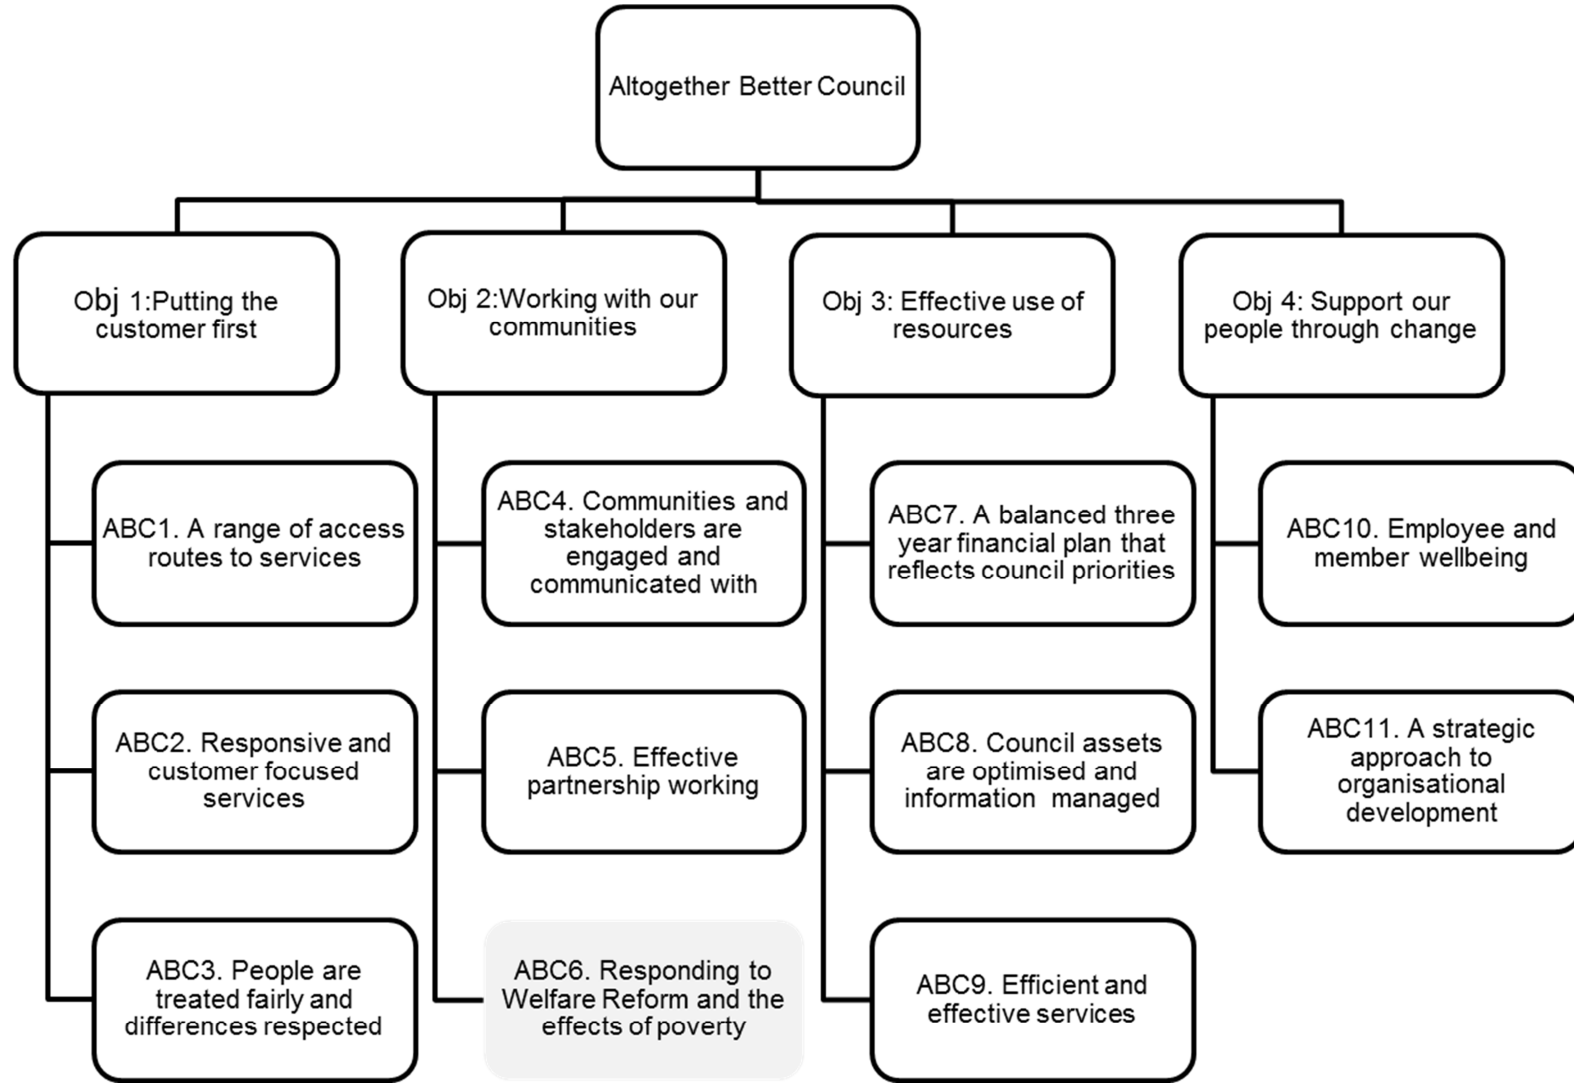 Altogether Better Council
Obj 1:Putting the
customer first
Obj 2:Working with our
communities
Obj 3: Effective use of
resources
Obj 4: Support our
people through change
ABC1. A range of access
routes to services
ABC4. Communities and
stakeholders are
engaged and
communicated with
ABC7. A balanced three
year financial plan that
reflects council priorities
ABC10. Employee and
member wellbeing
ABC2. Responsive and
customer focused
services
ABC5. Effective
partnership working
ABC8. Council assets
are optimised and
information managed
ABC11. A strategic
approach to
organisational
development
ABC3. People are
treated fairly and
differences respected
ABC6. Responding to
Welfare Reform and the
effects of poverty
ABC9. Efficient and
effective services